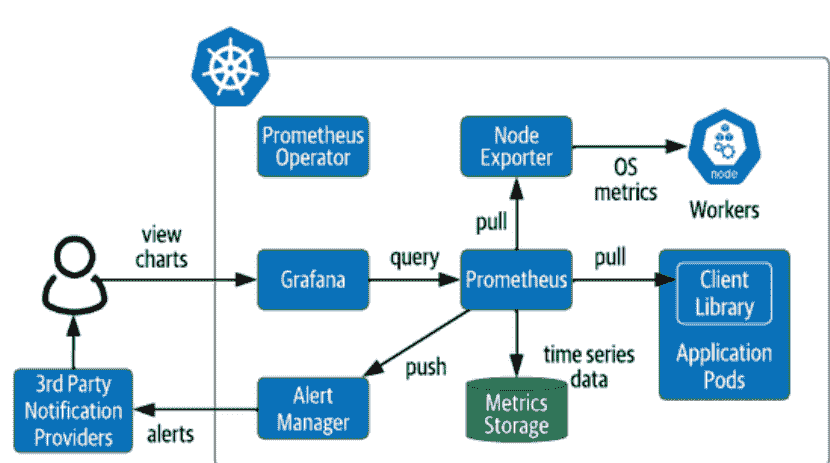 Prometheus
Operator
Node
Exporter
OS
metrics
node
Workers
pull
view
charts
Grafana
query
Prometheus
pull
Client
Library
Application
Pods
push
time series
data
3rd Party
Notification
Providers
alerts
Alert
Manager
Metrics
Storage